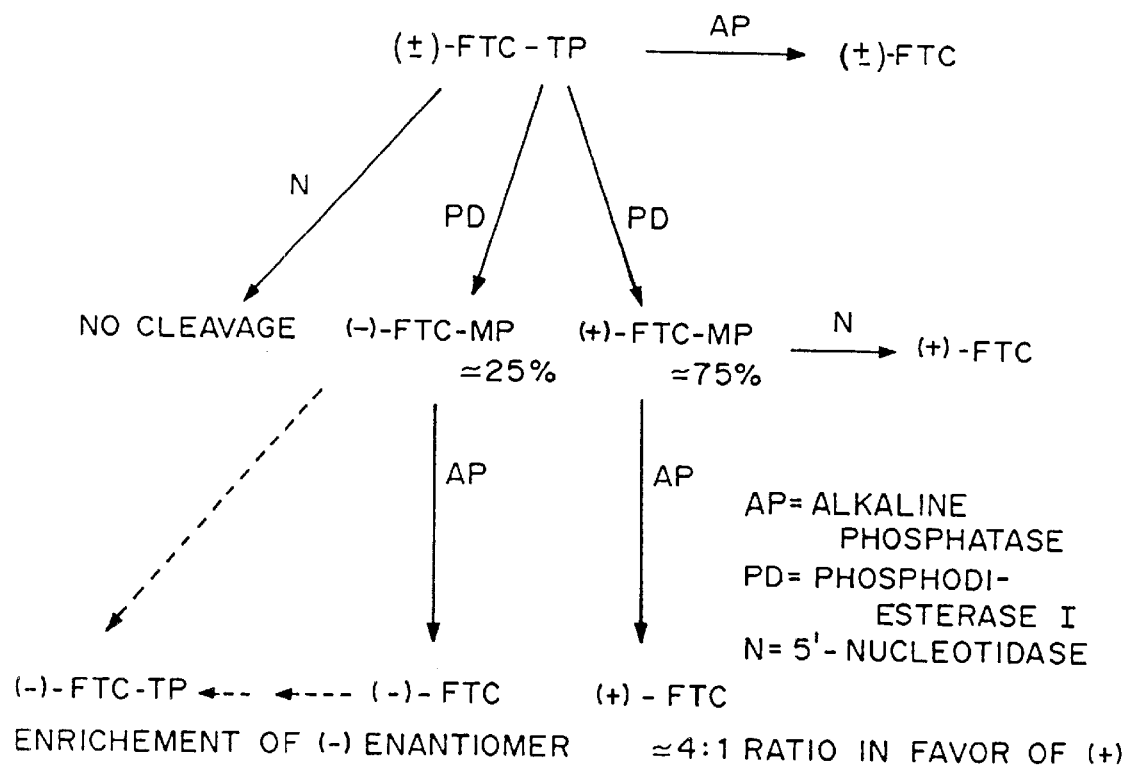 AP
(±)-FTC-TP
(±)-FTC
N
PD
PD
NO CLEAVAGE
(-)-FTC-MP
≃25%
(+)-FTC-MP
≃75%
N
(+)-FTC
AP
AP
AP= ALKALINE
PHOSPHATASE
PD= PHOSPHODI-
ESTERASE I
N= 5'-NUCLEOTIDASE
(-)-FTC-TP
(-)-FTC
(+)-FTC
ENRICHEMENT OF (-) ENANTIOMER
≃4:1 RATIO IN FAVOR OF (+)